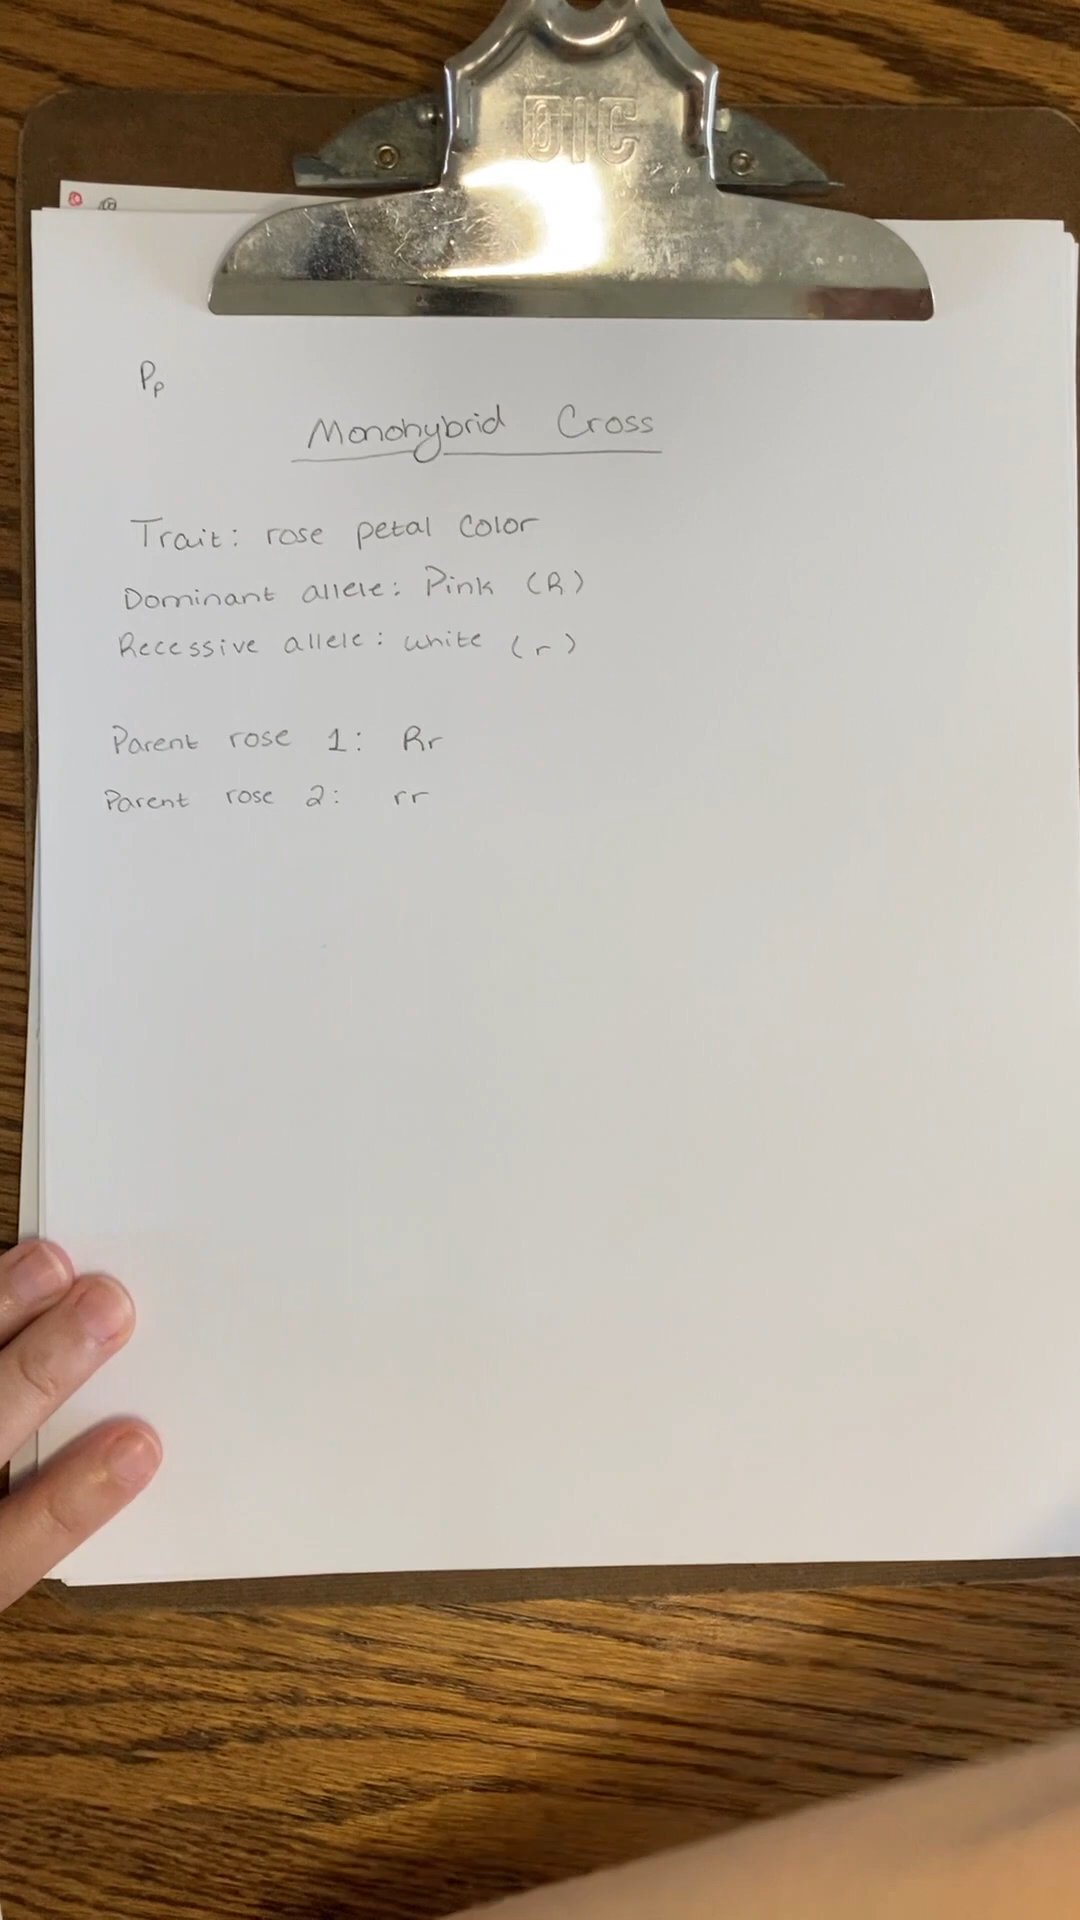 OIC
Pp
Monohybrid Cross
Trait: rose petal color
Dominant allele: Pink (R)
Recessive allele: white (r)
Parent rose 1: Rr
Parent rose 2: rr